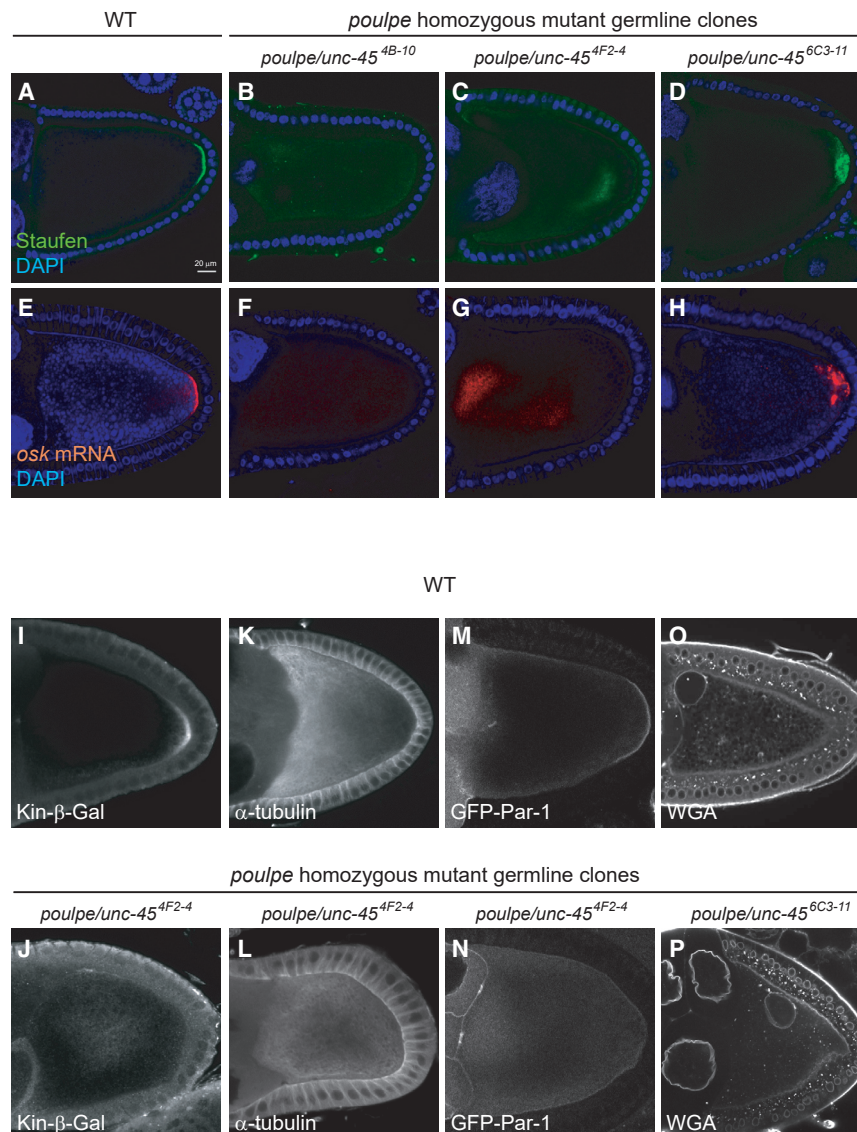 WT
poulpe homozygous mutant germline clones
poulpe/unc-45 4B-10
poulpe/unc-45 4F2-4
poulpe/unc-45 6C3-11
A
B
C
D
Staufen
DAPI
20 μm
E
F
G
H
osk mRNA
DAPI
WT
I
K
M
O
Kin-β-Gal
α-tubulin
GFP-Par-1
WGA
poulpe homozygous mutant germline clones
poulpe/unc-45 4F2-4
poulpe/unc-45 4F2-4
poulpe/unc-45 4F2-4
poulpe/unc-45 6C3-11
J
L
N
P
Kin-β-Gal
α-tubulin
GFP-Par-1
WGA